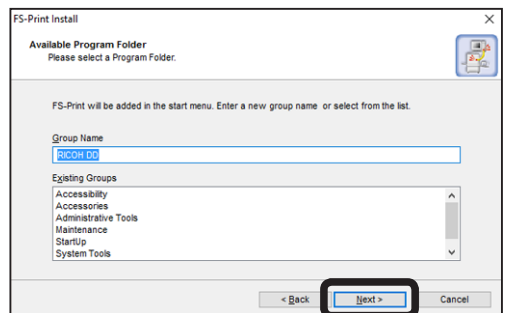 FS-Print Install
Available Program Folder
Please select a Program Folder.
FS-Print will be added in the start menu. Enter a new group name or select from the list.
Group Name
RICOH DD
Existing Groups
Accessibility
Accessories
Administrative Tools
Maintenance
StartUp
System Tools
< Back Next > Cancel